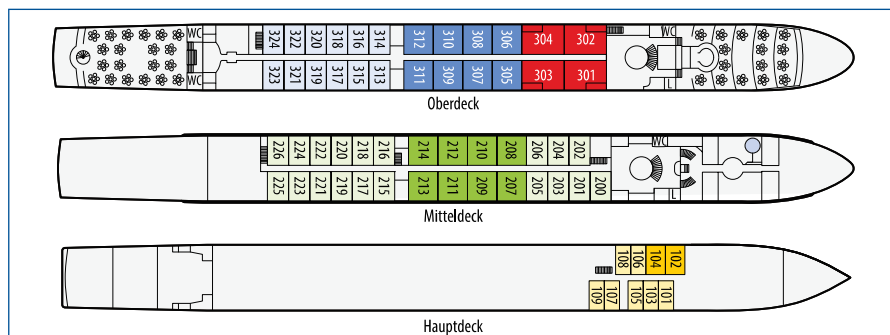 WC
324 322 320 318 316 314 312 310 308 306 304 302
323 321 319 317 315 313 311 309 307 305 303 301
WC L
Oberdeck
WC
226 224 222 220 218 216 214 212 210 208 206 204 202
225 223 221 219 217 215 213 211 209 207 205 203 201 200
L
Mitteldeck
108 106 104 102
109 107 105 103 101
Hauptdeck